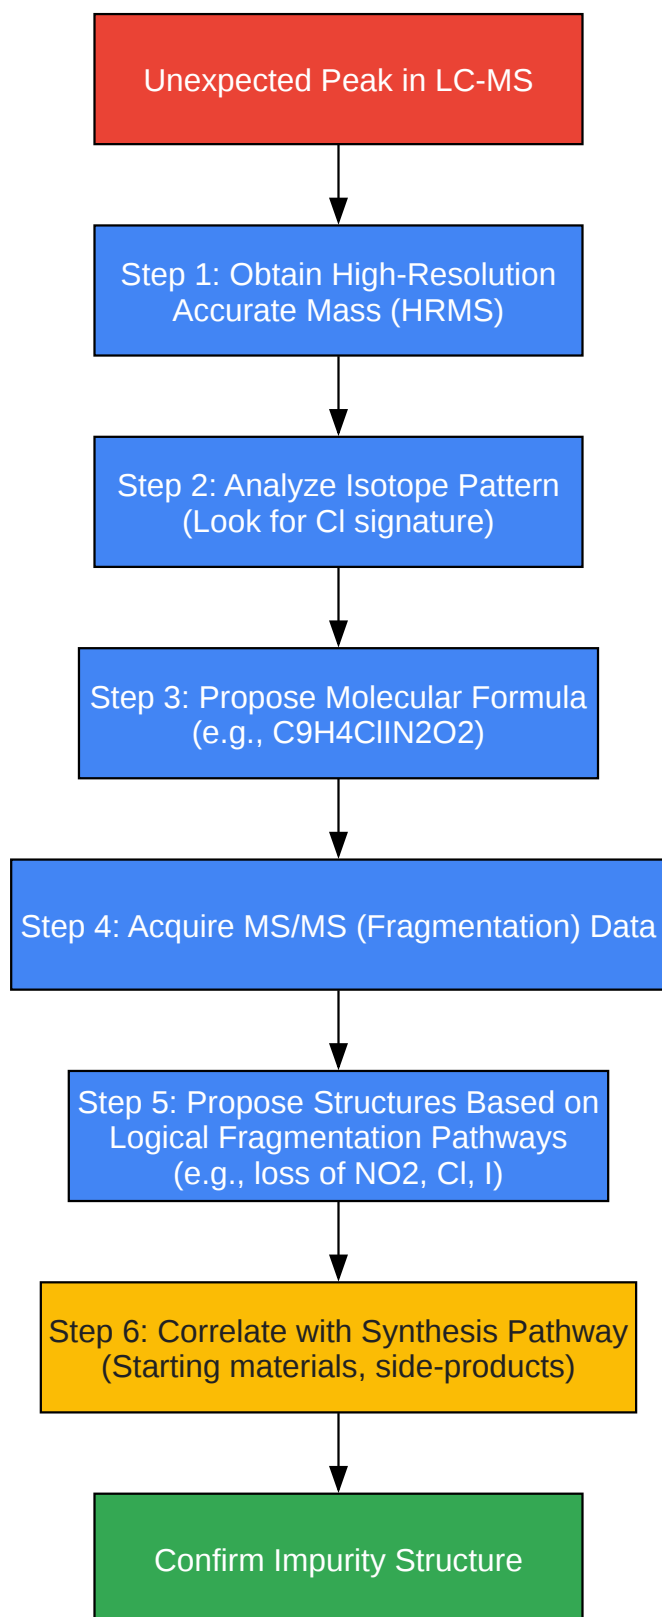 Unexpected Peak in LC-MS
Step 1: Obtain High-Resolution
Accurate Mass (HRMS)
Step 2: Analyze Isotope Pattern
(Look for Cl signature)
Step 3: Propose Molecular Formula
(e.g., C9H4ClIN2O2)
Step 4: Acquire MS/MS (Fragmentation) Data
Step 5: Propose Structures Based on
Logical Fragmentation Pathways
(e.g., loss of NO2, Cl, I)
Step 6: Correlate with Synthesis Pathway
(Starting materials, side-products)
Confirm Impurity Structure